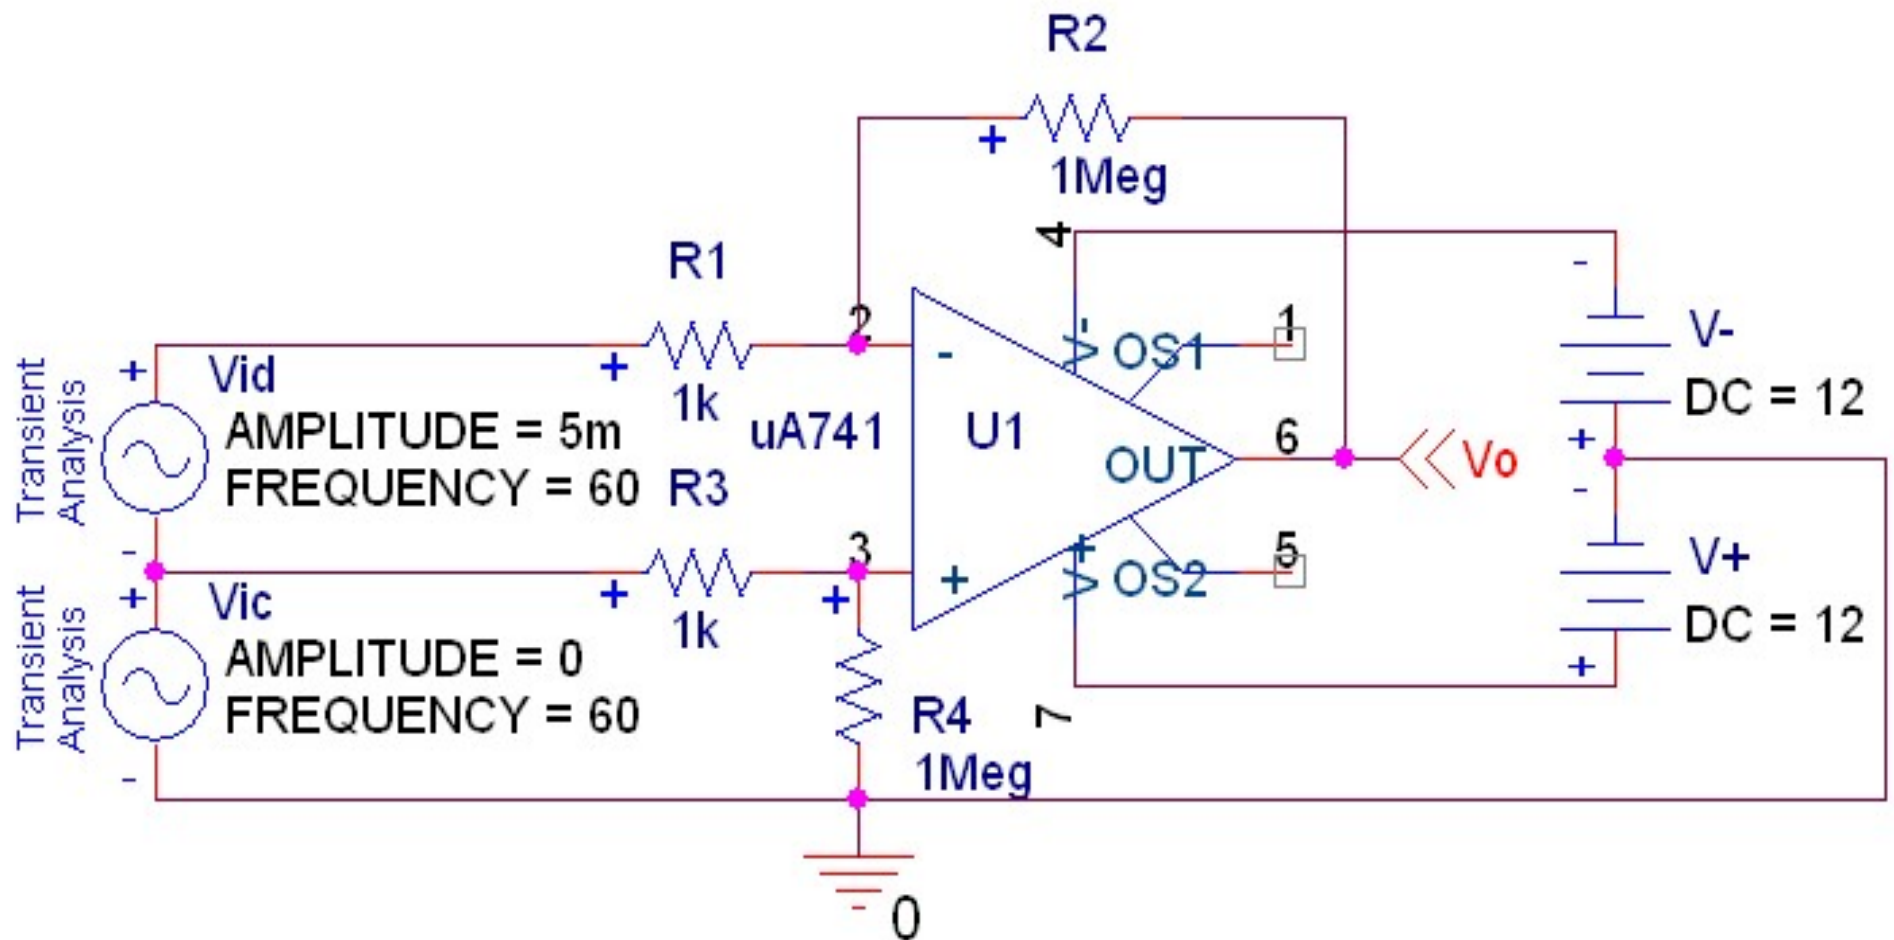 R2
+
1Meg
4
R1
+
1k
2
-
V-
OS1
1
-
V-
DC = 12
+
Transient
Analysis
+
Vid
AMPLITUDE = 5m
FREQUENCY = 60
-
uA741
U1
OUT
6
Vo
R3
+
1k
3
+
+
V+
OS2
5
-
V+
DC = 12
+
Transient
Analysis
+
Vic
AMPLITUDE = 0
FREQUENCY = 60
-
R4
1Meg
7
0